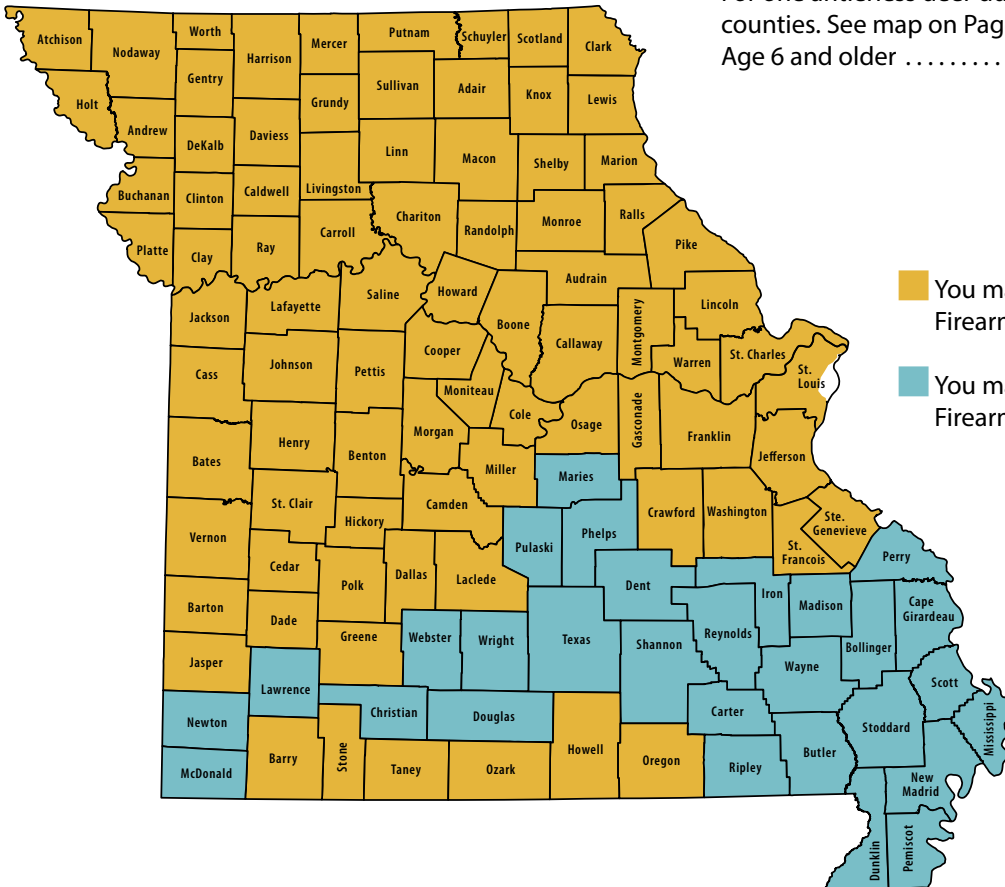 counties. See map on Pag
Age 6 and older .........
Atchison
Nodaway
Worth
Harrison
Mercer
Putnam
Schuyler
Scotland
Clark
Gentry
Sullivan
Adair
Knox
Lewis
Holt
Grundy
Andrew
DeKalb
Daviess
Linn
Macon
Shelby
Marion
Buchanan
Clinton
Caldwell
Livingston
Chariton
Randolph
Monroe
Ralls
Pike
Platte
Clay
Ray
Carroll
Audrain
Jackson
Lafayette
Saline
Howard
Boone
Callaway
Montgomery
Lincoln
You ma
Firearm
Cass
Johnson
Pettis
Cooper
Moniteau
Cole
Warren
St. Charles
St.
Louis
You ma
Firearm
Bates
Henry
Benton
Morgan
Miller
Osage
Gasconade
Franklin
Jefferson
Vernon
St. Clair
Hickory
Camden
Maries
Pulaski
Phelps
Crawford
Washington
St.
Francois
Ste.
Genevieve
Perry
Barton
Cedar
Polk
Dallas
Laclede
Dent
Iron
Madison
Cape
Girardeau
Dade
Greene
Webster
Wright
Texas
Shannon
Reynolds
Wayne
Bollinger
Jasper
Lawrence
Scott
Mississippi
Newton
Christian
Douglas
Carter
Stoddard
McDonald
Barry
Stone
Taney
Ozark
Howell
Oregon
Ripley
Butler
New
Madrid
Dunklin
Pemiscot